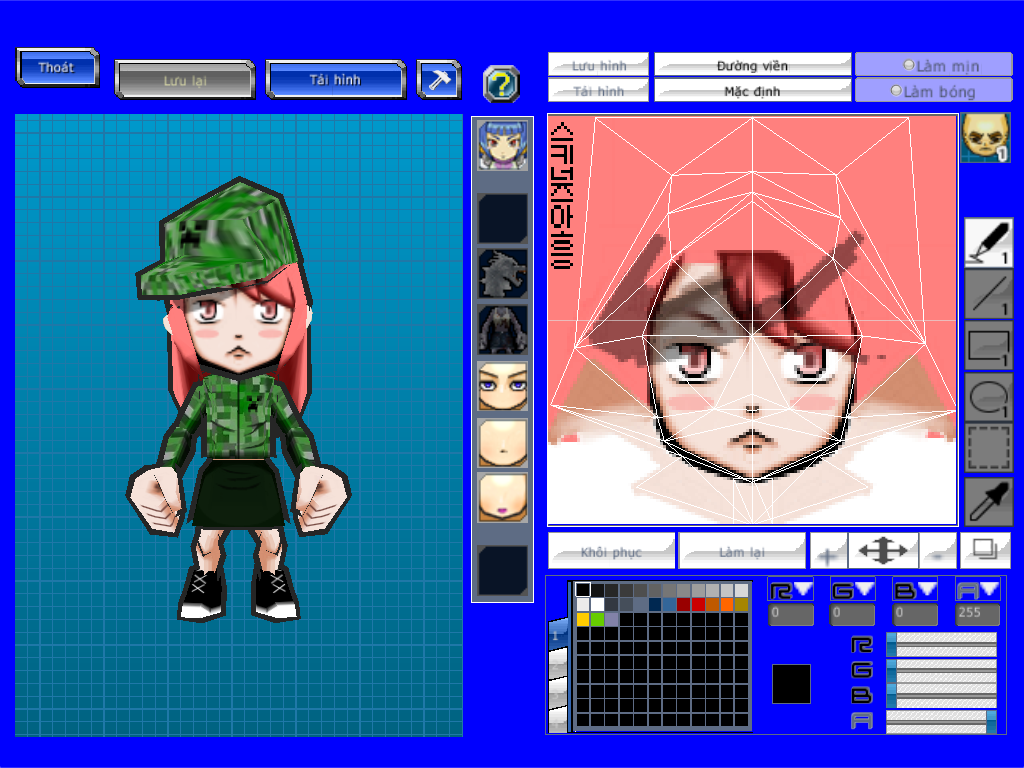 Thoát
Lưu lại
Tải hình
Lưu hình
Đường viền
Làm mịn
Tải hình
Mặc định
Làm bóng
1
1
1
1
1
Khôi phục
Làm lại
R
G
B
A
0
0
0
255
1
R
G
B
A